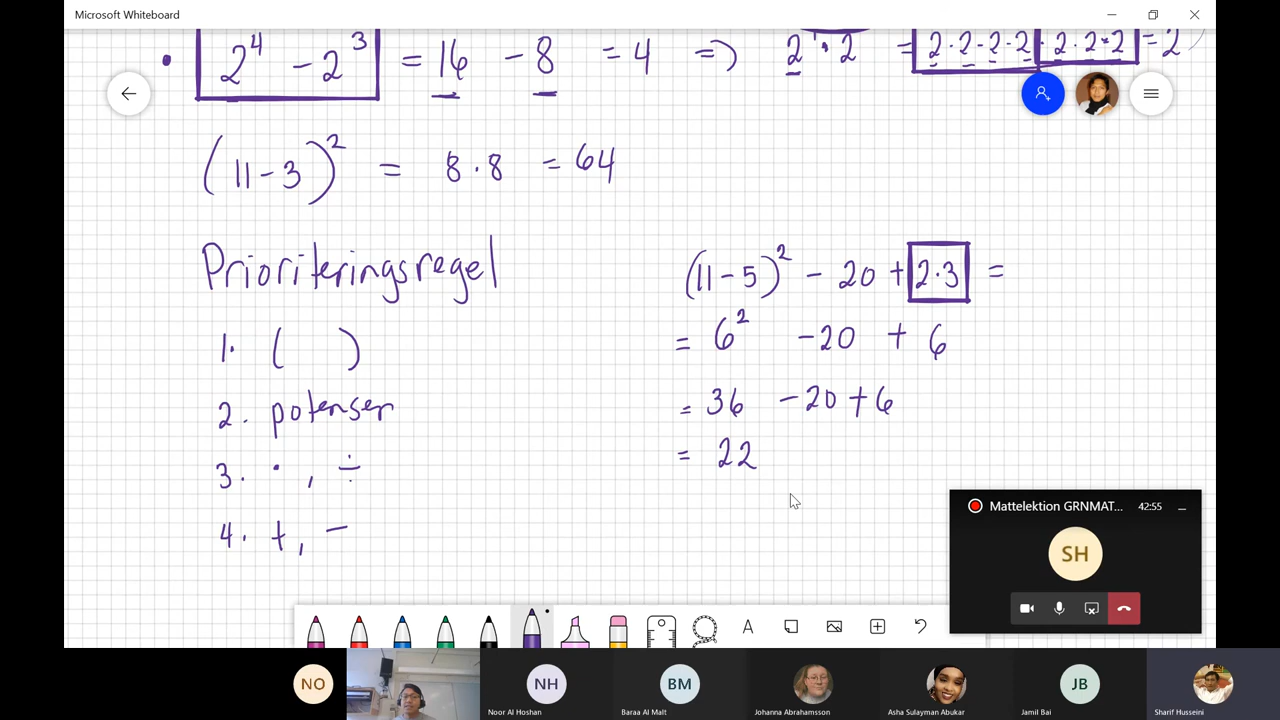 Microsoft Whiteboard
• 2⁴ - 2³ = 16 - 8 = 4 => = 2·2·2·2 · 2·2·2 = 2
(11-3)² = 8·8 = 64
Prioriteringsregel
1. ( )
2. potenser
3. ·, ÷
4. +, -
(11-5)² - 20 + 2·3 =
= 6² -20 + 6
= 36 -20 + 6
= 22
Mattelektion GRNMAT... 42:55
SH
NO
NH
Noor Al Hoshan
BM
Baraa Al Malt
Johanna Abrahamsson
Asha Sulayman Abukar
JB
Jamil Bai
Sharif Husseini
A